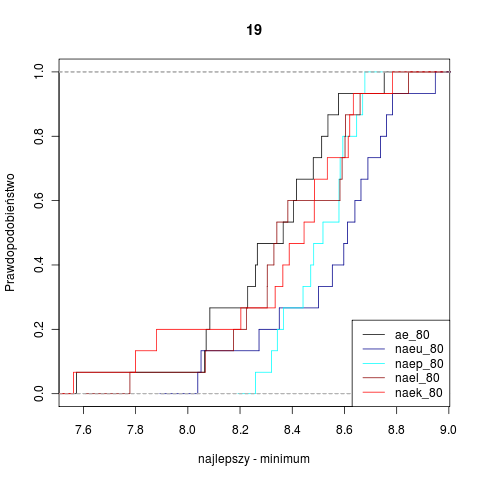 19
Prawdopodobieństwo
1.0
0.8
0.6
0.4
0.2
0.0
ae_80
naeu_80
naep_80
nael_80
naek_80
7.6 7.8 8.0 8.2 8.4 8.6 8.8 9.0
najlepszy - minimum